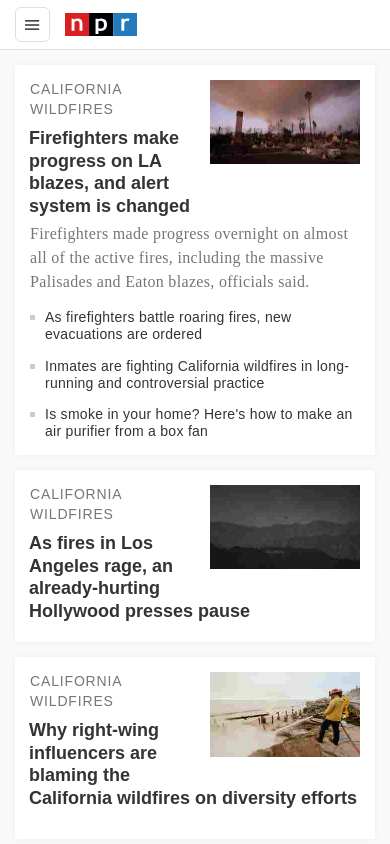 npr
CALIFORNIA
WILDFIRES
Firefighters make
progress on LA
blazes, and alert
system is changed
Firefighters made progress overnight on almost
all of the active fires, including the massive
Palisades and Eaton blazes, officials said.
As firefighters battle roaring fires, new
evacuations are ordered
Inmates are fighting California wildfires in long-
running and controversial practice
Is smoke in your home? Here's how to make an
air purifier from a box fan
CALIFORNIA
WILDFIRES
As fires in Los
Angeles rage, an
already-hurting
Hollywood presses pause
CALIFORNIA
WILDFIRES
Why right-wing
influencers are
blaming the
California wildfires on diversity efforts